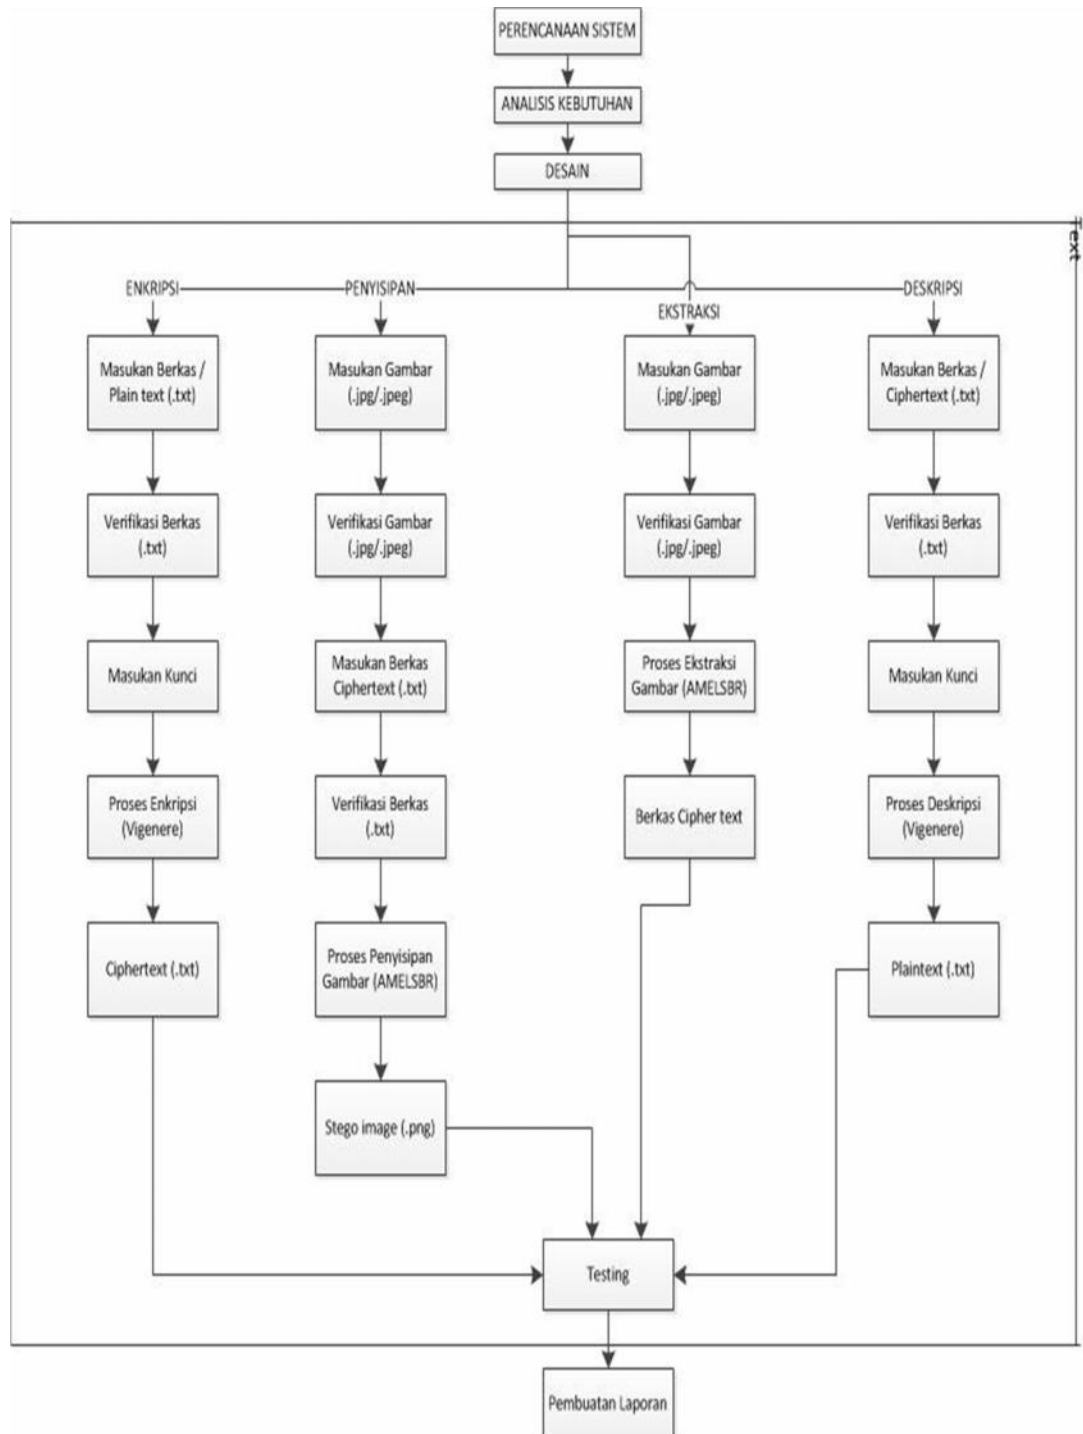 PERENCANAAN SISTEM
ANALISIS KEBUTUHAN
DESAIN
Text
ENKRIPSI
Masukan Berkas /
Plain text (.txt)
Verifikasi Berkas
(.txt)
Masukan Kunci
Proses Enkripsi
(Vigenere)
Ciphertext (.txt)
PENYISIPAN
Masukan Gambar
(.jpg/.jpeg)
Verifikasi Gambar
(.jpg/.jpeg)
Masukan Berkas
Ciphertext (.txt)
Verifikasi Berkas
(.txt)
Proses Penyisipan
Gambar (AMELSBR)
Stego image (.png)
EKSTRAKSI
Masukan Gambar
(.jpg/.jpeg)
Verifikasi Gambar
(.jpg/.jpeg)
Proses Ekstraksi
Gambar (AMELSBR)
Berkas Cipher text
DESKRIPSI
Masukan Berkas /
Ciphertext (.txt)
Verifikasi Berkas
(.txt)
Masukan Kunci
Proses Deskripsi
(Vigenere)
Plaintext (.txt)
Testing
Pembuatan Laporan